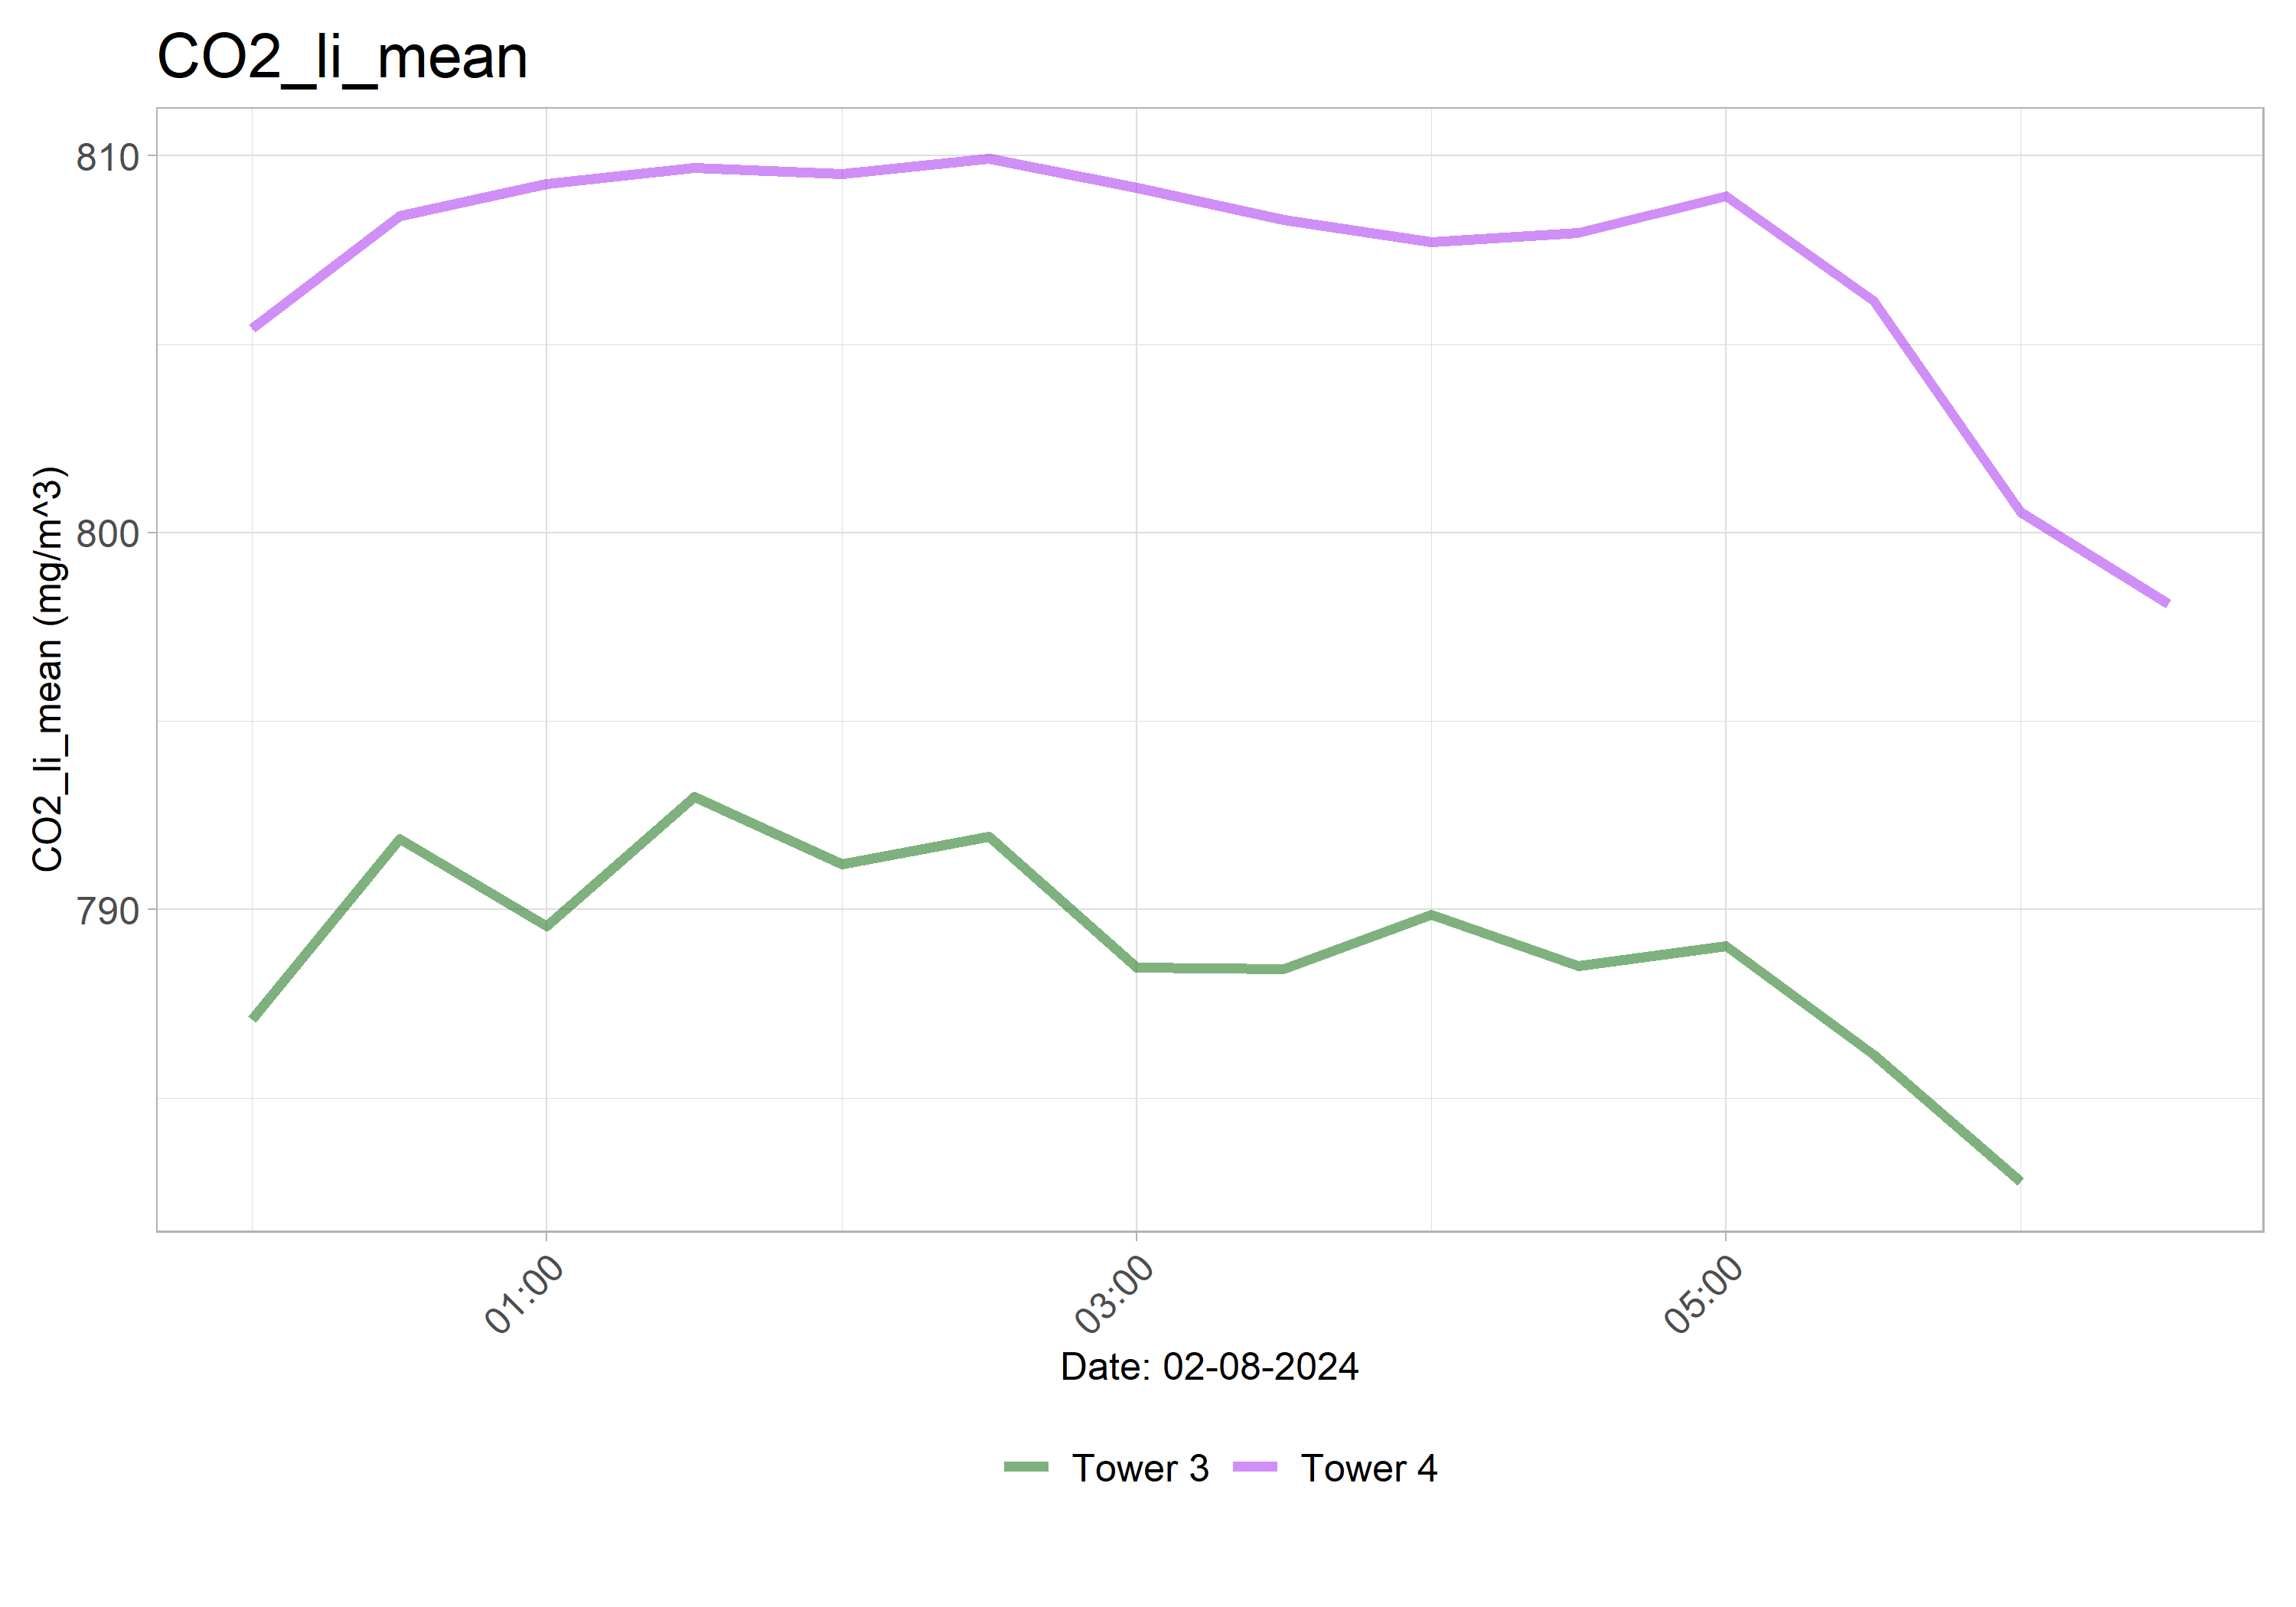 CO2_li_mean
CO2_li_mean (mg/m^3)
810
800
790
01:00
03:00
05:00
Date: 02-08-2024
Tower 3
Tower 4